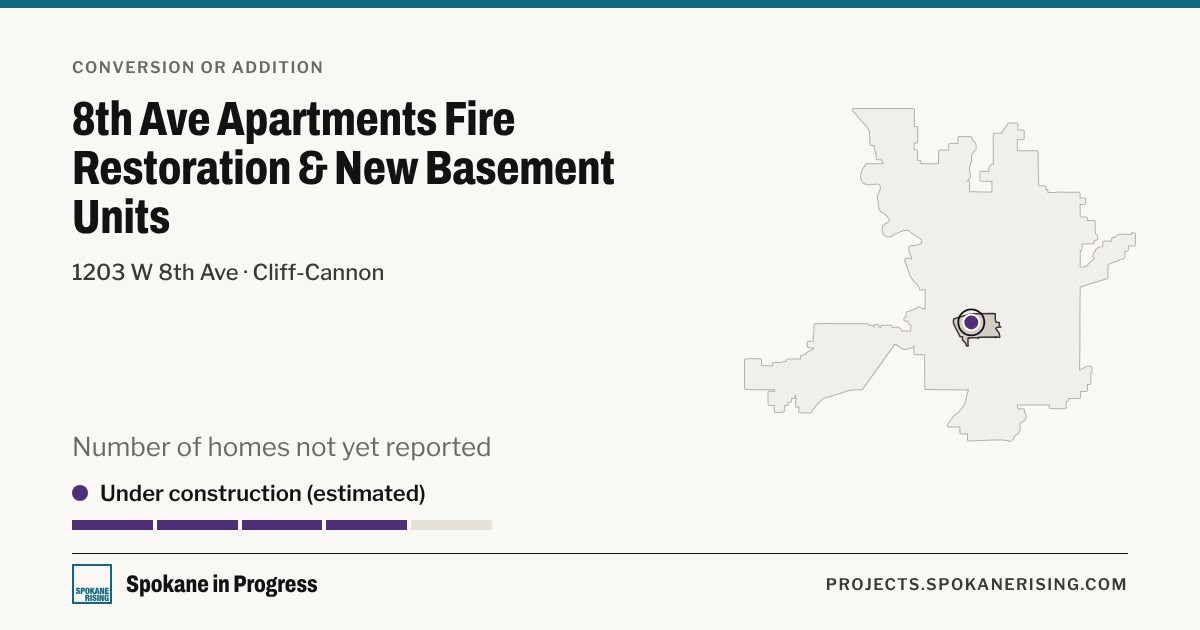 CONVERSION OR ADDITION
8th Ave Apartments Fire
Restoration & New Basement
Units
1203 W 8th Ave · Cliff-Cannon
Number of homes not yet reported
Under construction (estimated)
SPOKANE
RISING
Spokane in Progress
PROJECTS.SPOKANERISING.COM